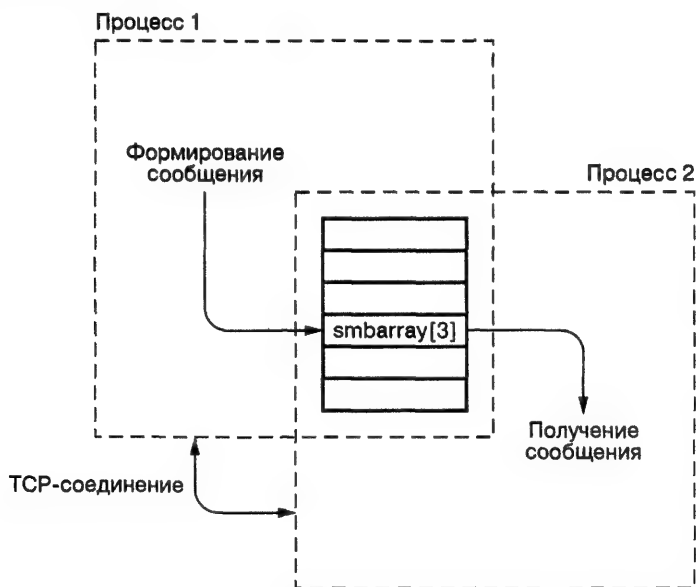 Процесс 1
Формирование
сообщения
Процесс 2
smbarray[3]
Получение
сообщения
TCP-соединение